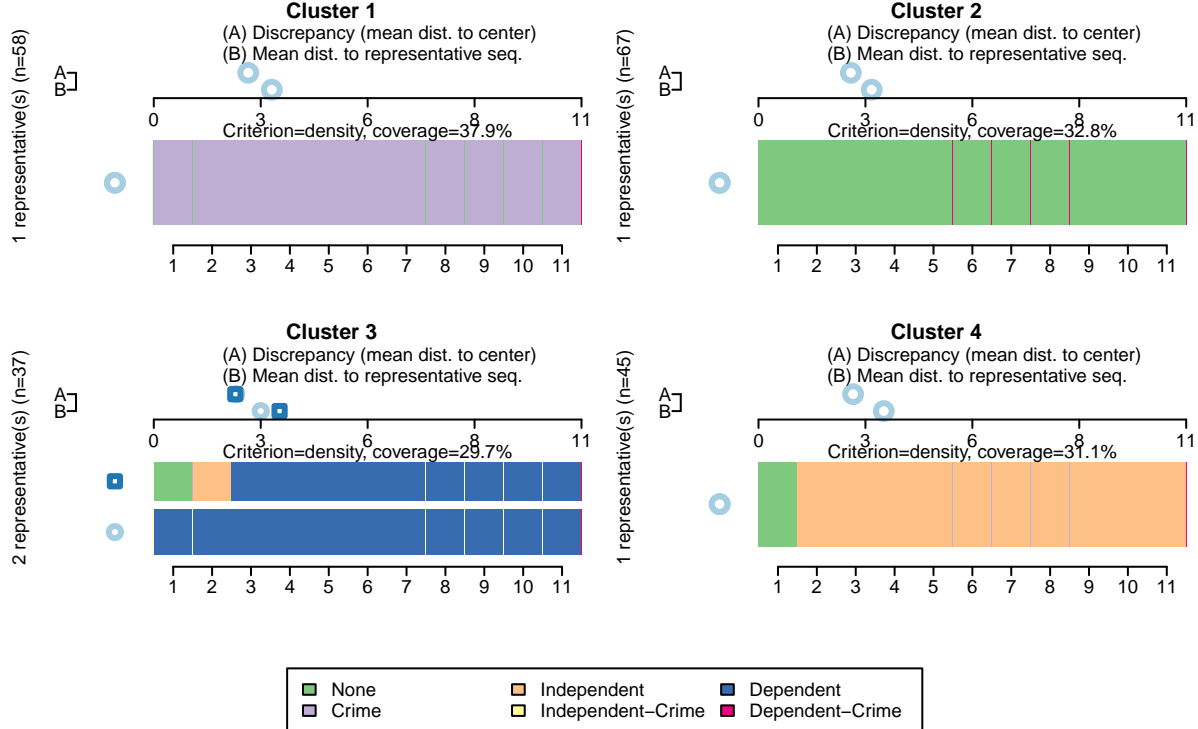 Cluster 1
(A) Discrepancy (mean dist. to center)
(B) Mean dist. to representative seq.
1 representative(s) (n=58)
A
B
0 3 6 8 11
Criterion=density, coverage=37.9%
1 2 3 4 5 6 7 8 9 10 11
Cluster 2
(A) Discrepancy (mean dist. to center)
(B) Mean dist. to representative seq.
1 representative(s) (n=67)
A
B
0 3 6 8 11
Criterion=density, coverage=32.8%
1 2 3 4 5 6 7 8 9 10 11
Cluster 3
(A) Discrepancy (mean dist. to center)
(B) Mean dist. to representative seq.
2 representative(s) (n=37)
A
B
0 3 6 8 11
Criterion=density, coverage=29.7%
1 2 3 4 5 6 7 8 9 10 11
Cluster 4
(A) Discrepancy (mean dist. to center)
(B) Mean dist. to representative seq.
1 representative(s) (n=45)
A
B
0 3 6 8 11
Criterion=density, coverage=31.1%
1 2 3 4 5 6 7 8 9 10 11
None Independent Dependent
Crime Independent−Crime Dependent−Crime